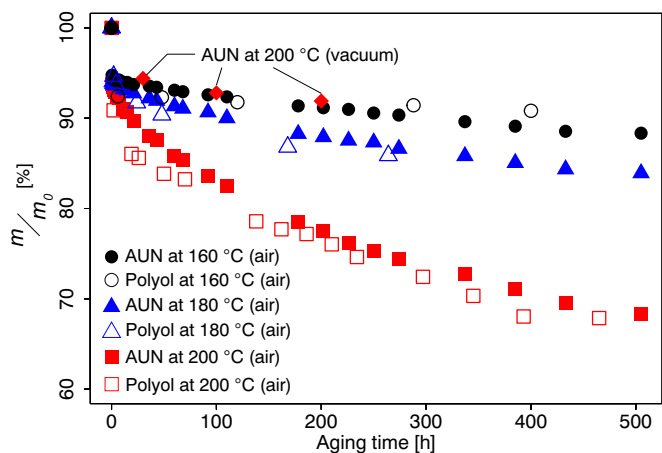 100
90
80
70
60
m/m0 [%]
AUN at 200 °C (vacuum)
AUN at 160 °C (air)
Polyol at 160 °C (air)
AUN at 180 °C (air)
Polyol at 180 °C (air)
AUN at 200 °C (air)
Polyol at 200 °C (air)
0 100 200 300 400 500
Aging time [h]